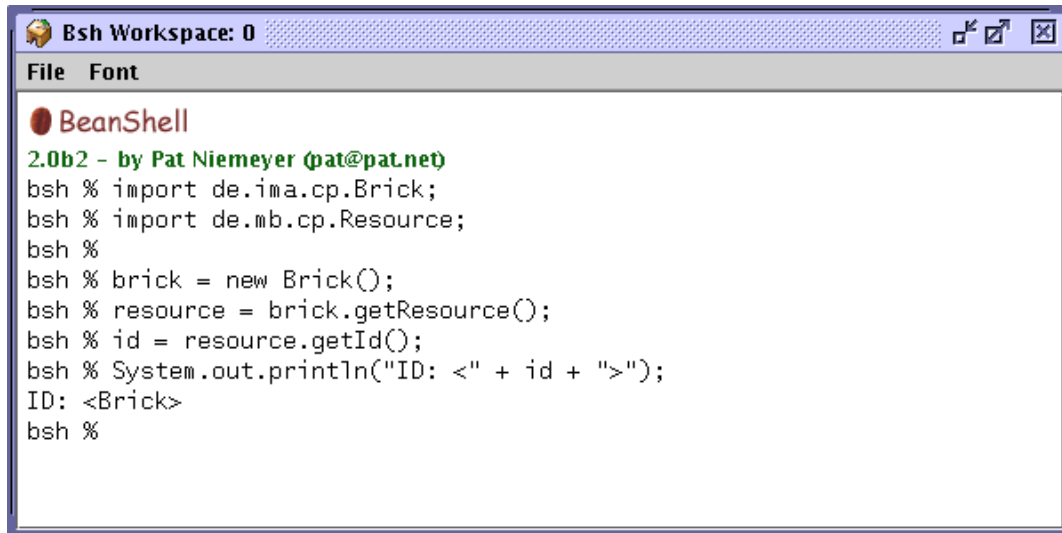 Bsh Workspace: 0
File Font
BeanShell
2.0b2 – by Pat Niemeyer (pat@pat.net)
bsh % import de.ima.cp.Brick;
bsh % import de.mb.cp.Resource;
bsh %
bsh % brick = new Brick();
bsh % resource = brick.getResource();
bsh % id = resource.getId();
bsh % System.out.println("ID: <" + id + ">");
ID: <Brick>
bsh %